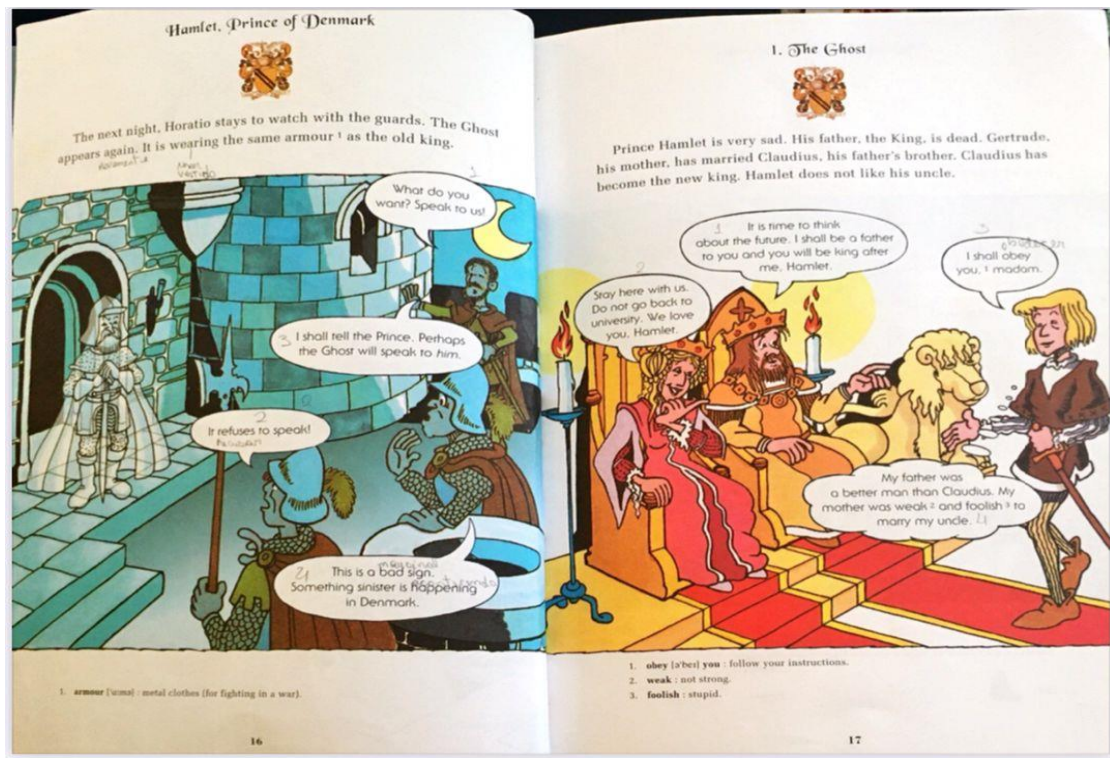 Hamlet, Prince of Denmark
The next night, Horatio stays to watch with the guards. The Ghost
appears again. It is wearing the same armour 1 as the old king.
1
What do you
want? Speak to us!
3 I shall tell the Prince. Perhaps
the Ghost will speak to him.
2
It refuses to speak!
4 This is a bad sign.
Something sinister is happening
in Denmark.
1. armour : metal clothes (for fighting in a war).
16
1. The Ghost
Prince Hamlet is very sad. His father, the King, is dead. Gertrude,
his mother, has married Claudius, his father's brother. Claudius has
become the new king. Hamlet does not like his uncle.
1 It is time to think
about the future. I shall be a father
to you and you will be king after
me, Hamlet.
2
Stay here with us.
Do not go back to
university. We love
you, Hamlet.
3
I shall obey
you, 1 madam.
My father was
a better man than Claudius. My
mother was weak 2 and foolish 3 to
marry my uncle. 4
1. obey [ə'beɪ] you : follow your instructions.
2. weak : not strong.
3. foolish : stupid.
17